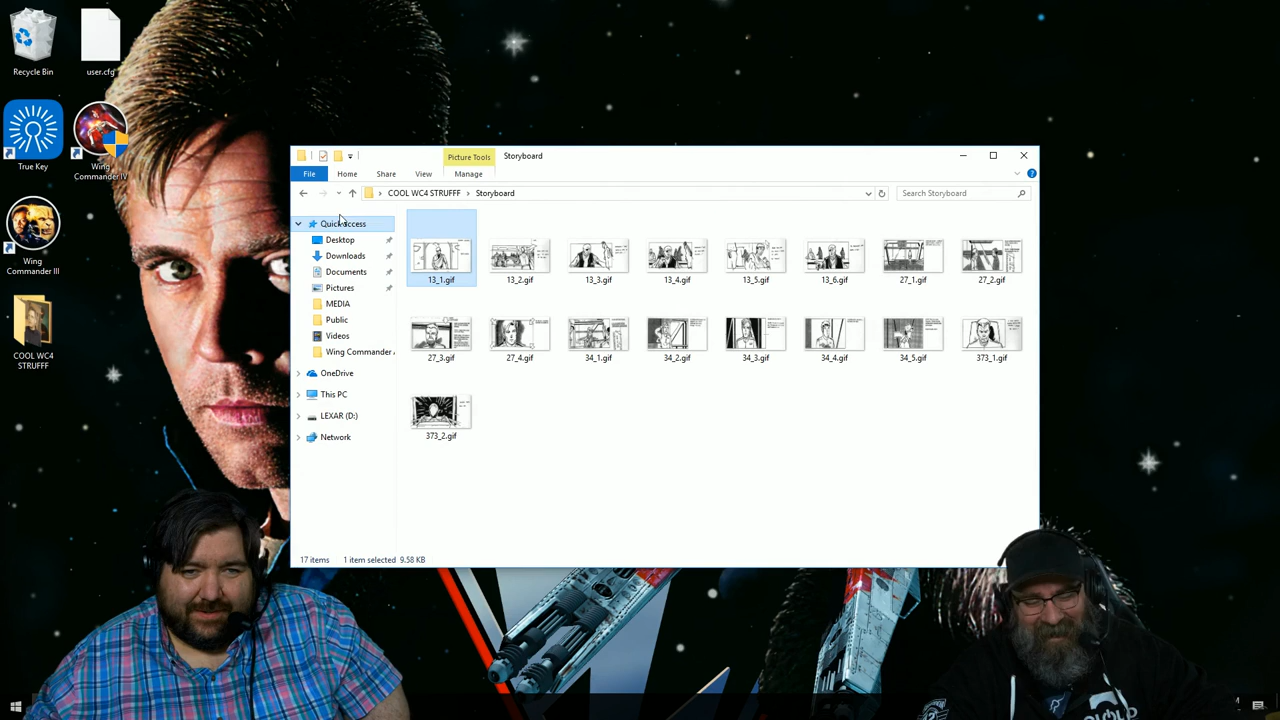 Recycle Bin
user.cfg
True Key
Wing
Commander IV
Wing
Commander III
COOL WC4
STRUFFF
Picture Tools
Storyboard
File
Home
Share
View
Manage
COOL WC4 STRUFFF
Storyboard
Search Storyboard
Quick access
Desktop
Downloads
Documents
Pictures
MEDIA
Public
Videos
Wing Commander
OneDrive
This PC
LEXAR (D:)
Network
13_1.gif
13_2.gif
13_3.gif
13_4.gif
13_5.gif
13_6.gif
27_1.gif
27_2.gif
27_3.gif
27_4.gif
34_1.gif
34_2.gif
34_3.gif
34_4.gif
34_5.gif
373_1.gif
373_2.gif
17 items
1 item selected
9.58 KB